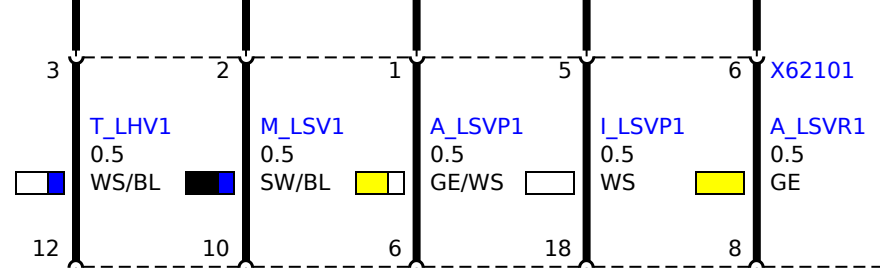 3 2 1 5 6 X62101
T_LHV1 M_LSV1 A_LSVP1 I_LSVP1 A_LSVR1
0.5 0.5 0.5 0.5 0.5
WS/BL SW/BL GE/WS WS GE
12 10 6 18 8